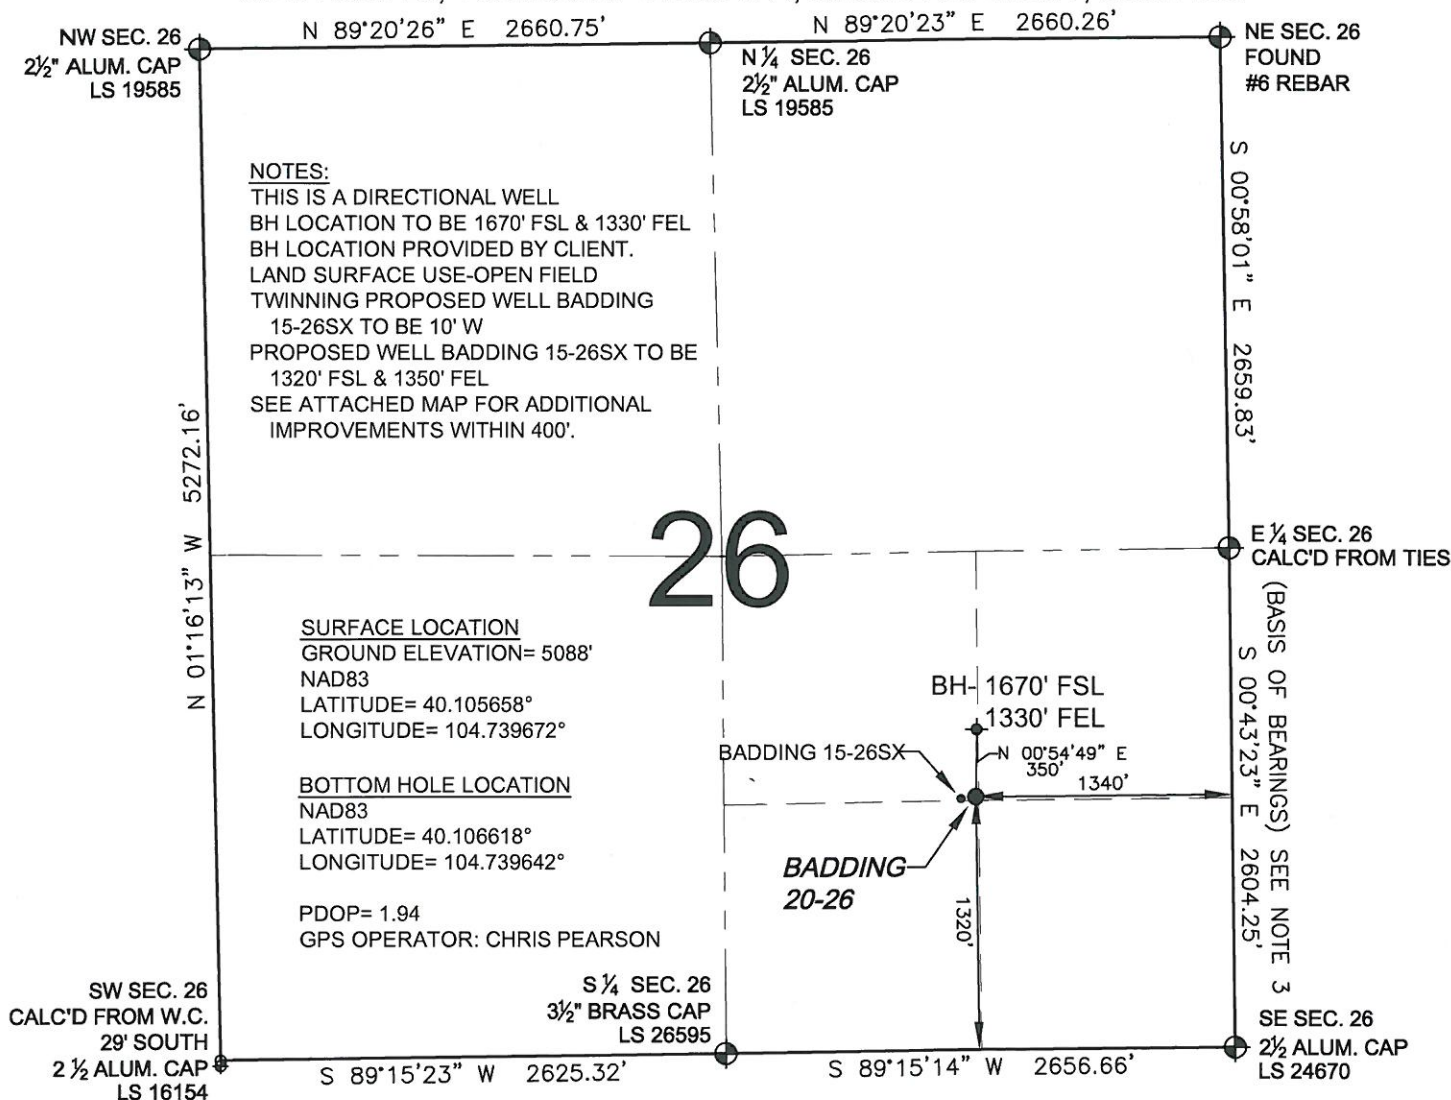 N 89°20'26" E 2660.75'
N 89°20'23" E 2660.26'
NW SEC. 26
2½" ALUM. CAP
LS 19585
N ¼ SEC. 26
2½" ALUM. CAP
LS 19585
NE SEC. 26
FOUND
#6 REBAR
NOTES:
THIS IS A DIRECTIONAL WELL
BH LOCATION TO BE 1670' FSL & 1330' FEL
BH LOCATION PROVIDED BY CLIENT.
LAND SURFACE USE-OPEN FIELD
TWINNING PROPOSED WELL BADDING
15-26SX TO BE 10' W
PROPOSED WELL BADDING 15-26SX TO BE
1320' FSL & 1350' FEL
SEE ATTACHED MAP FOR ADDITIONAL
IMPROVEMENTS WITHIN 400'.
S 00°58'01" E 2659.83'
N 01°16'13" W 5272.16'
26
E ¼ SEC. 26
CALC'D FROM TIES
(BASIS OF BEARINGS) SEE NOTE 3
S 00°43'23" E 2604.25'
SURFACE LOCATION
GROUND ELEVATION= 5088'
NAD83
LATITUDE= 40.105658°
LONGITUDE= 104.739672°
BOTTOM HOLE LOCATION
NAD83
LATITUDE= 40.106618°
LONGITUDE= 104.739642°
PDOP= 1.94
GPS OPERATOR: CHRIS PEARSON
BH- 1670' FSL
1330' FEL
BADDING 15-26SX
N 00°54'49" E
350'
1340'
BADDING
20-26
1320'
SW SEC. 26
CALC'D FROM W.C.
29' SOUTH
2 ½ ALUM. CAP
LS 16154
S ¼ SEC. 26
3½" BRASS CAP
LS 26595
SE SEC. 26
2½ ALUM. CAP
LS 24670
S 89°15'23" W 2625.32'
S 89°15'14" W 2656.66'